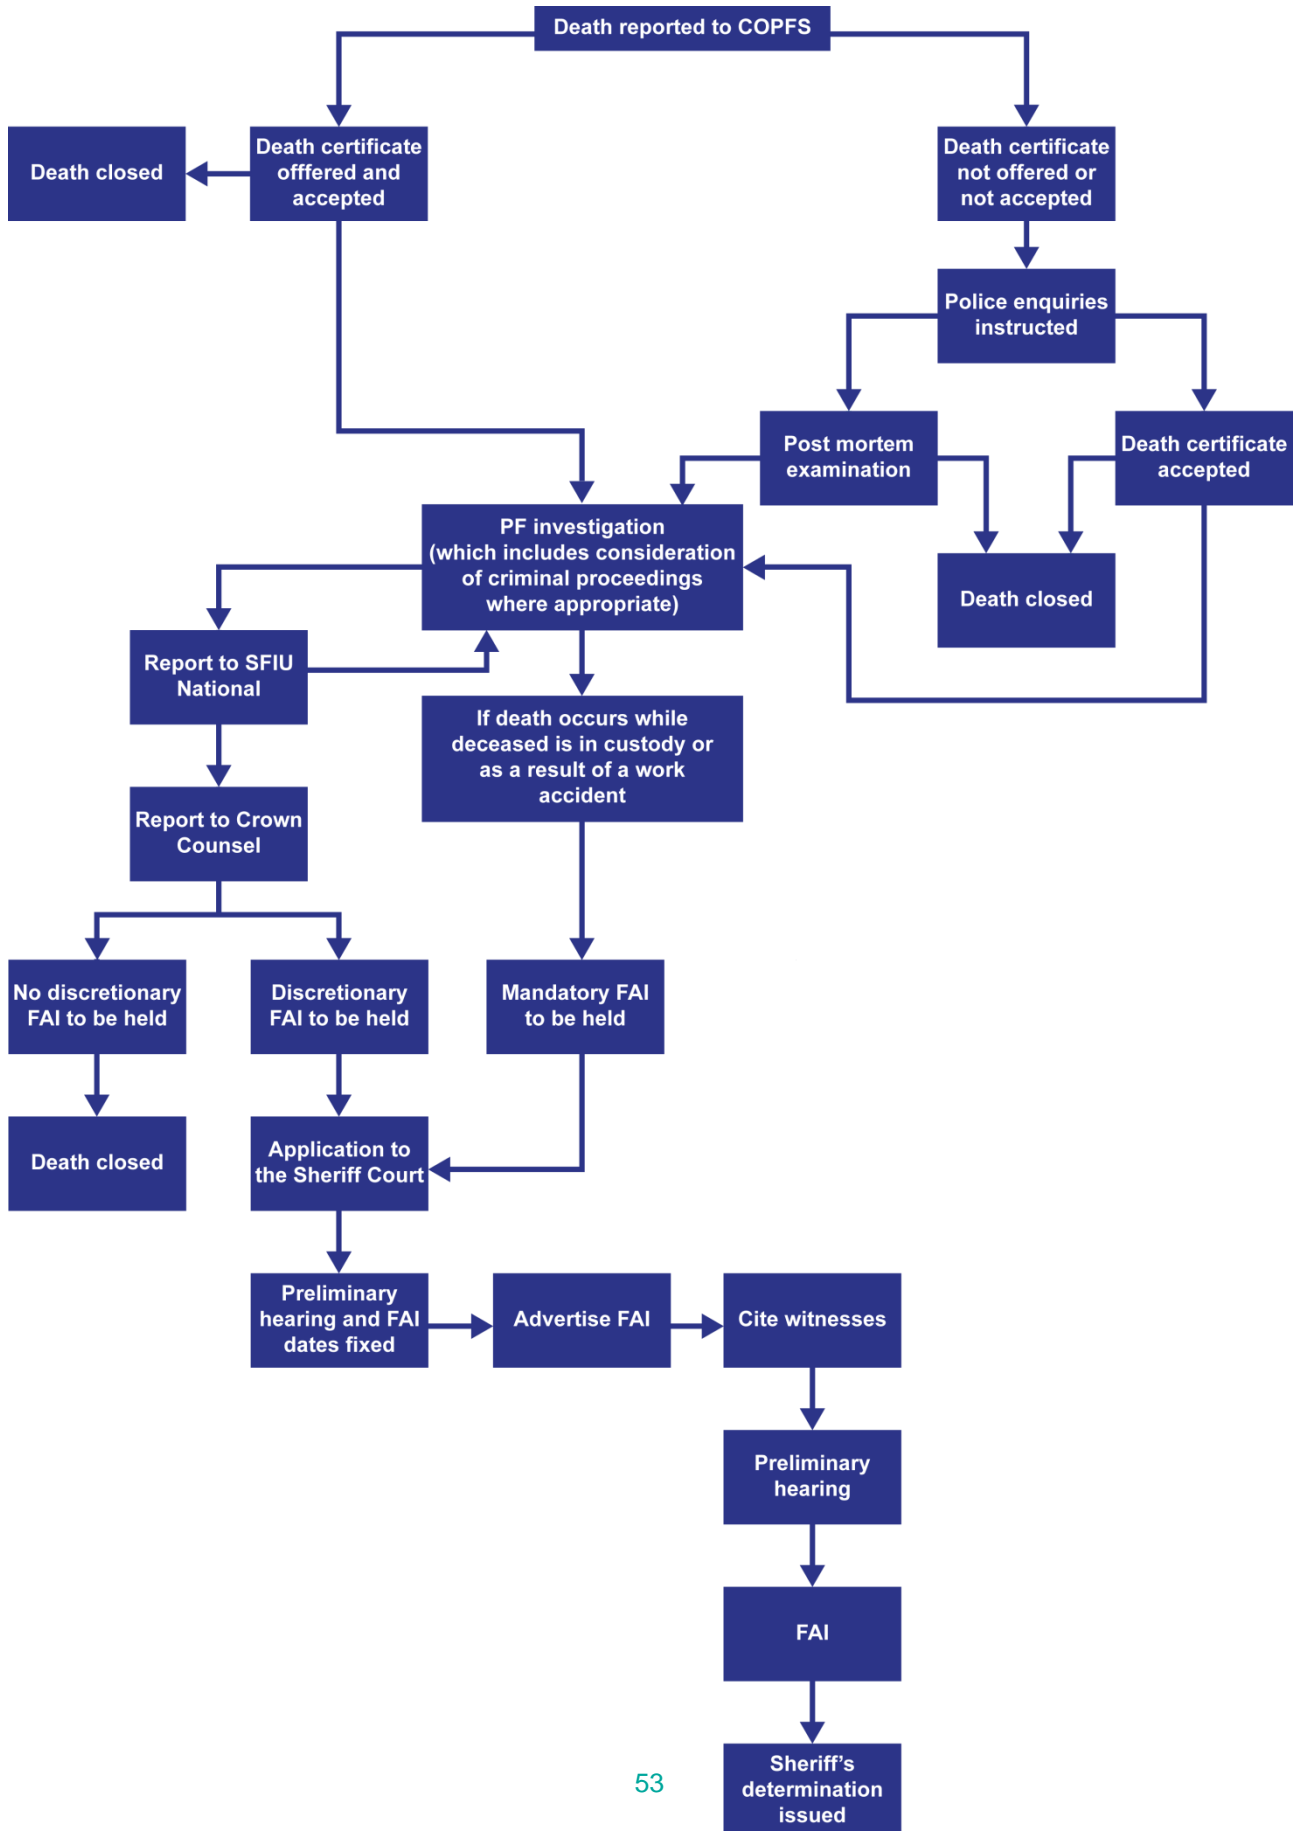 Death reported to COPFS
Death closed
Death certificate
offfered and
accepted
Death certificate
not offered or
not accepted
Police enquiries
instructed
Post mortem
examination
Death certificate
accepted
PF investigation
(which includes consideration
of criminal proceedings
where appropriate)
Death closed
Report to SFIU
National
If death occurs while
deceased is in custody or
as a result of a work
accident
Report to Crown
Counsel
No discretionary
FAI to be held
Discretionary
FAI to be held
Mandatory FAI
to be held
Death closed
Application to
the Sheriff Court
Preliminary
hearing and FAI
dates fixed
Advertise FAI
Cite witnesses
Preliminary
hearing
FAI
Sheriff’s
determination
issued
53